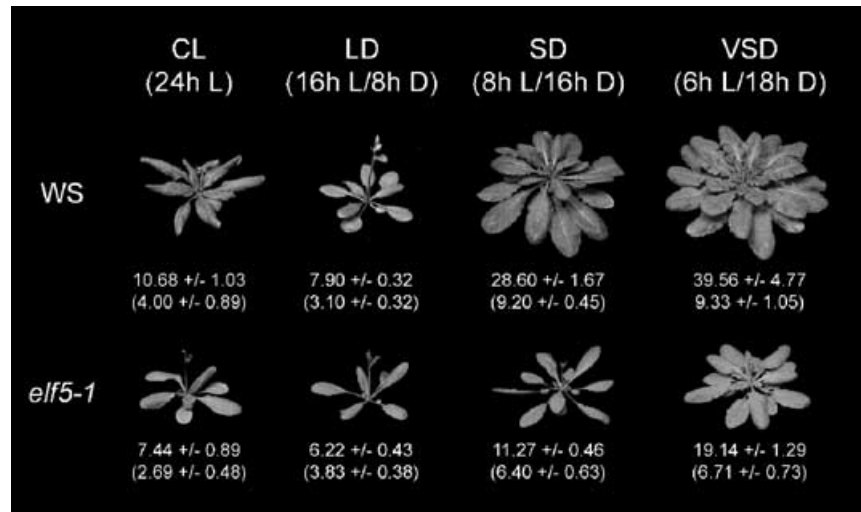 CL LD SD VSD
(24h L) (16h L/8h D) (8h L/16h D) (6h L/18h D)
WS
10.68 +/- 1.03 7.90 +/- 0.32 28.60 +/- 1.67 39.56 +/- 4.77
(4.00 +/- 0.89) (3.10 +/- 0.32) (9.20 +/- 0.45) 9.33 +/- 1.05)
elf5-1
7.44 +/- 0.89 6.22 +/- 0.43 11.27 +/- 0.46 19.14 +/- 1.29
(2.69 +/- 0.48) (3.83 +/- 0.38) (6.40 +/- 0.63) (6.71 +/- 0.73)